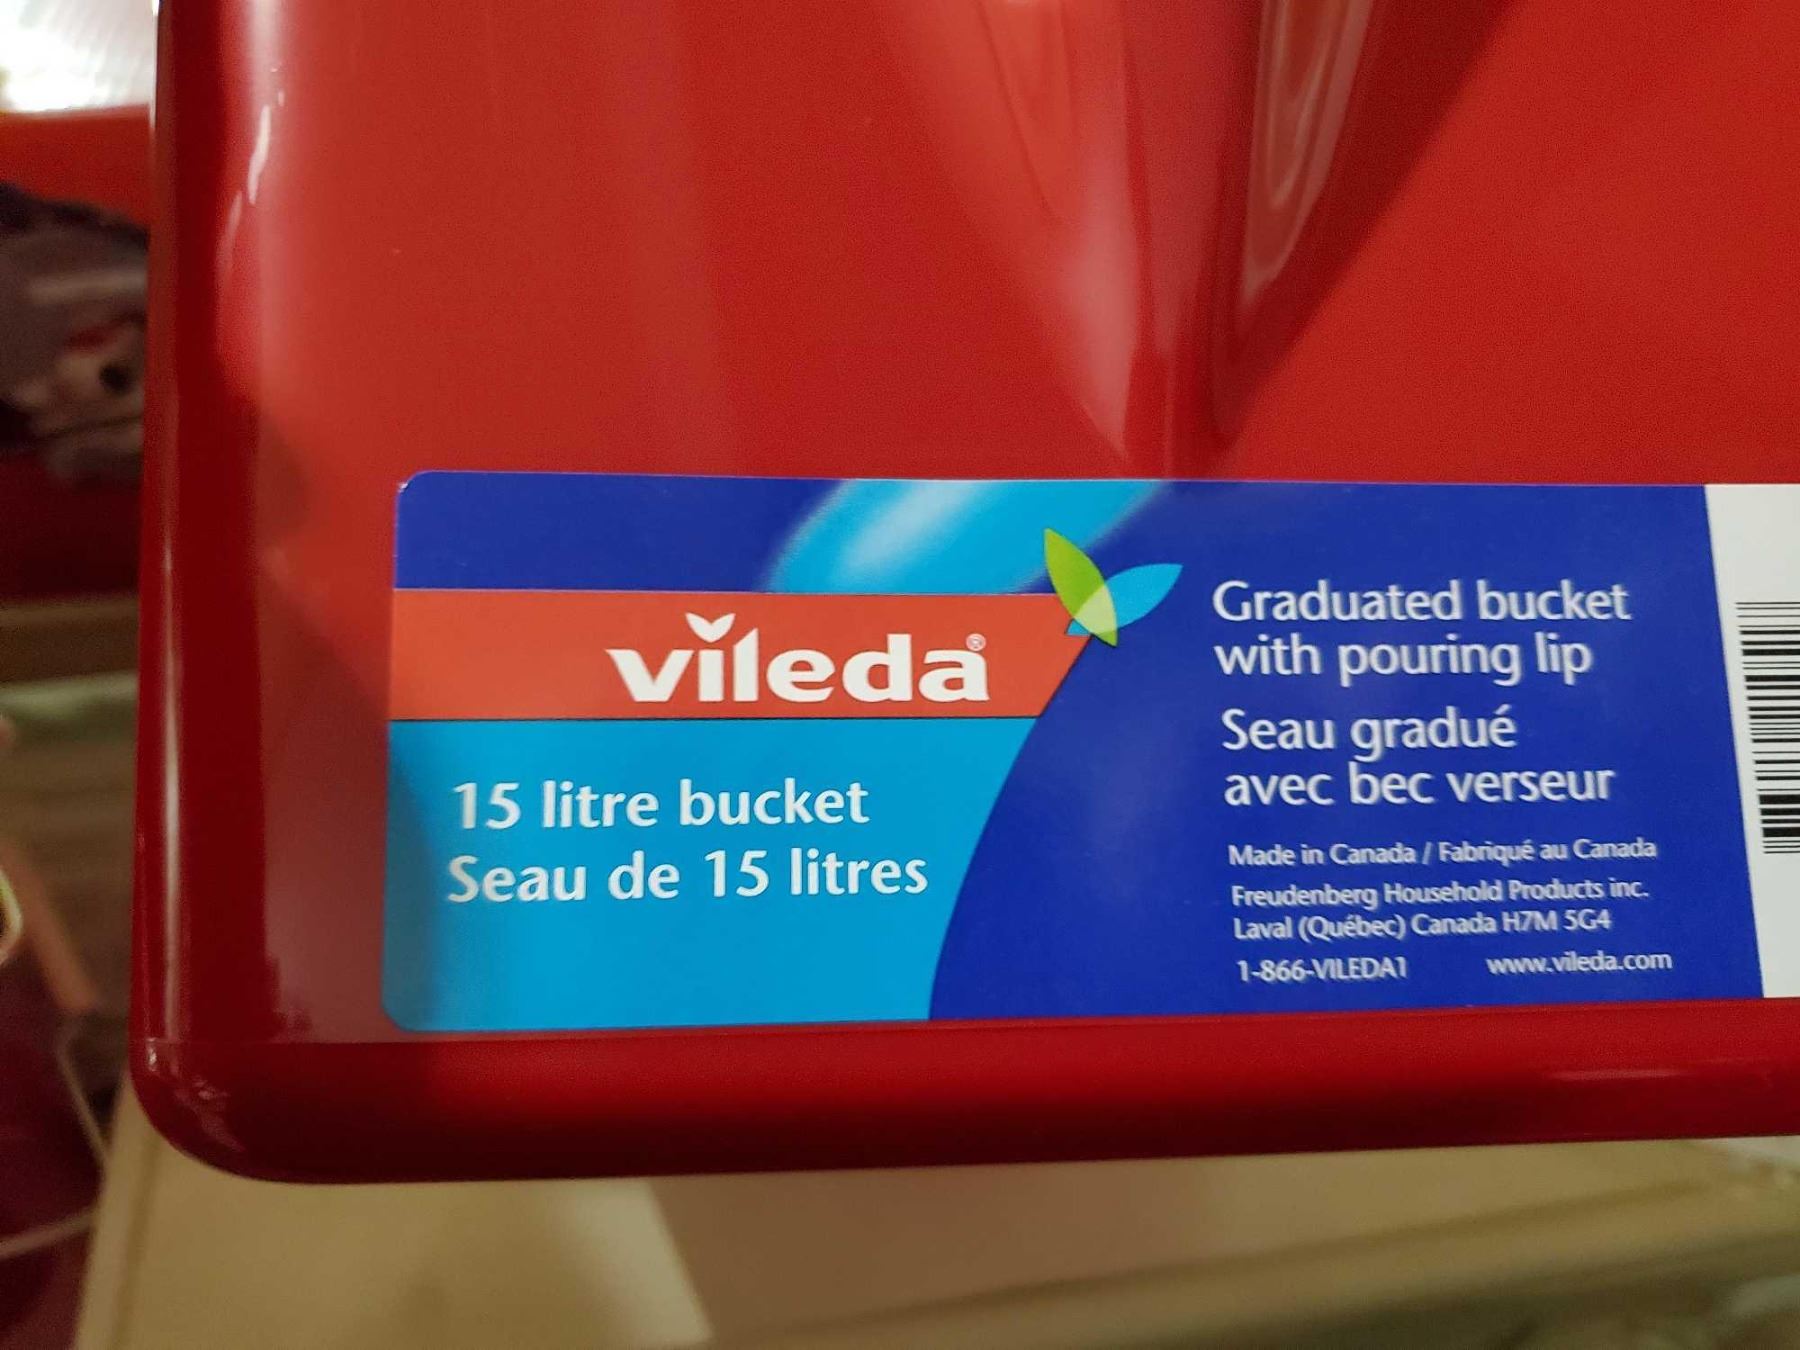 vileda®
15 litre bucket
Seau de 15 litres
Graduated bucket
with pouring lip
Seau gradué
avec bec verseur
Made in Canada / Fabriqué au Canada
Freudenberg Household Products inc.
Laval (Québec) Canada H7M 5G4
1-866-VILEDA1 www.vileda.com